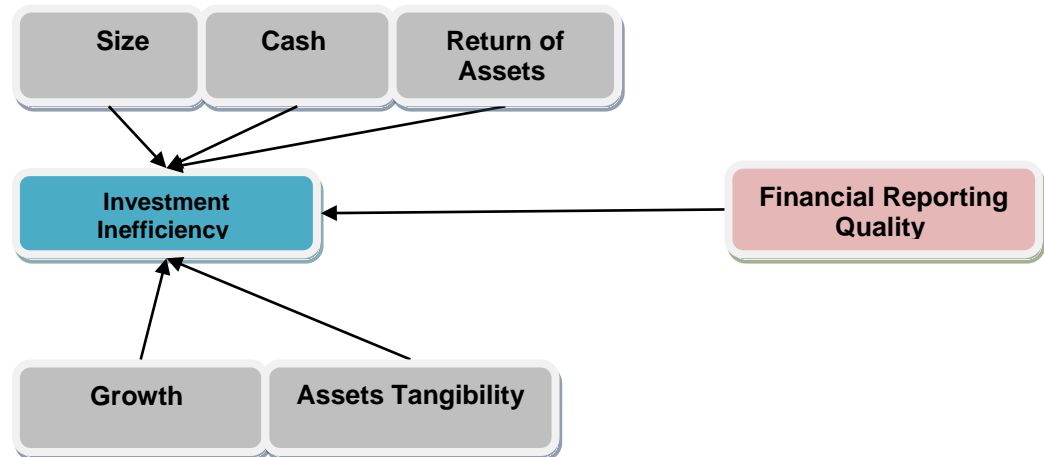 Size
Cash
Return of
Assets
Investment
Inefficiency
Financial Reporting
Quality
Growth
Assets Tangibility